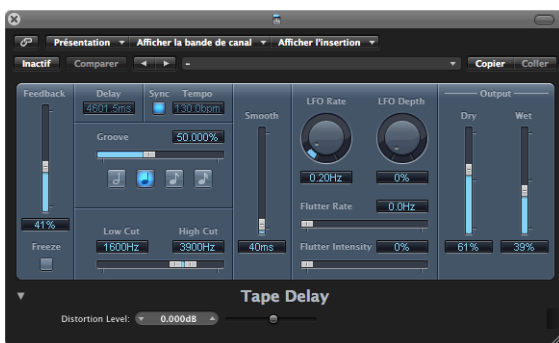 Présentation Afficher la bande de canal Afficher l'insertion
Inactif Comparer - Copier Coller
Feedback Delay Sync Tempo Smooth LFO Rate LFO Depth Output
4601.5ms 130.0bpm Dry Wet
Groove 50.000%
0.20Hz 0%
Flutter Rate 0.0Hz
41% Low Cut High Cut
Freeze 1600Hz 3900Hz 40ms Flutter Intensity 0% 61% 39%
Tape Delay
Distortion Level: 0.000dB